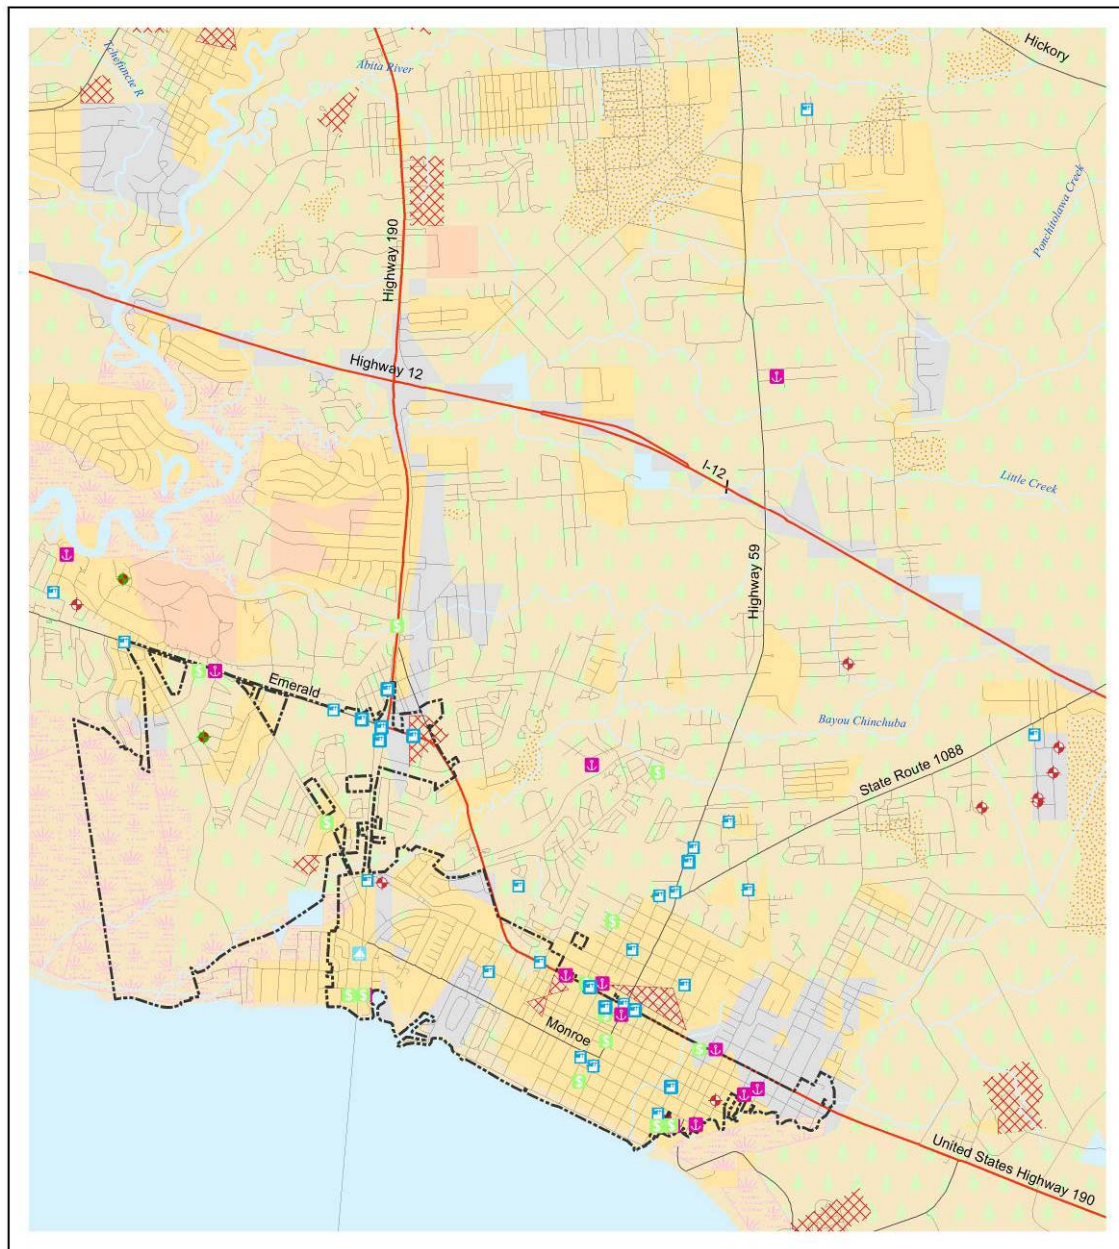 Hickory
Tchefuncte R
Abita River
Ponchitolawa Creek
Highway 190
Highway 12
I-12
Little Creek
Highway 59
Emerald
Bayou Chinchuba
State Route 1088
Monroe
United States Highway 190